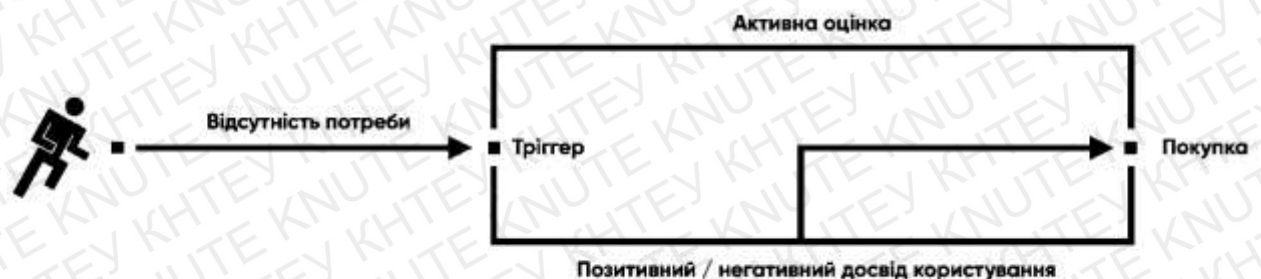 Активна оцінка
Відсутність потреби
Тріггер
Покупка
Позитивний / негативний досвід користування